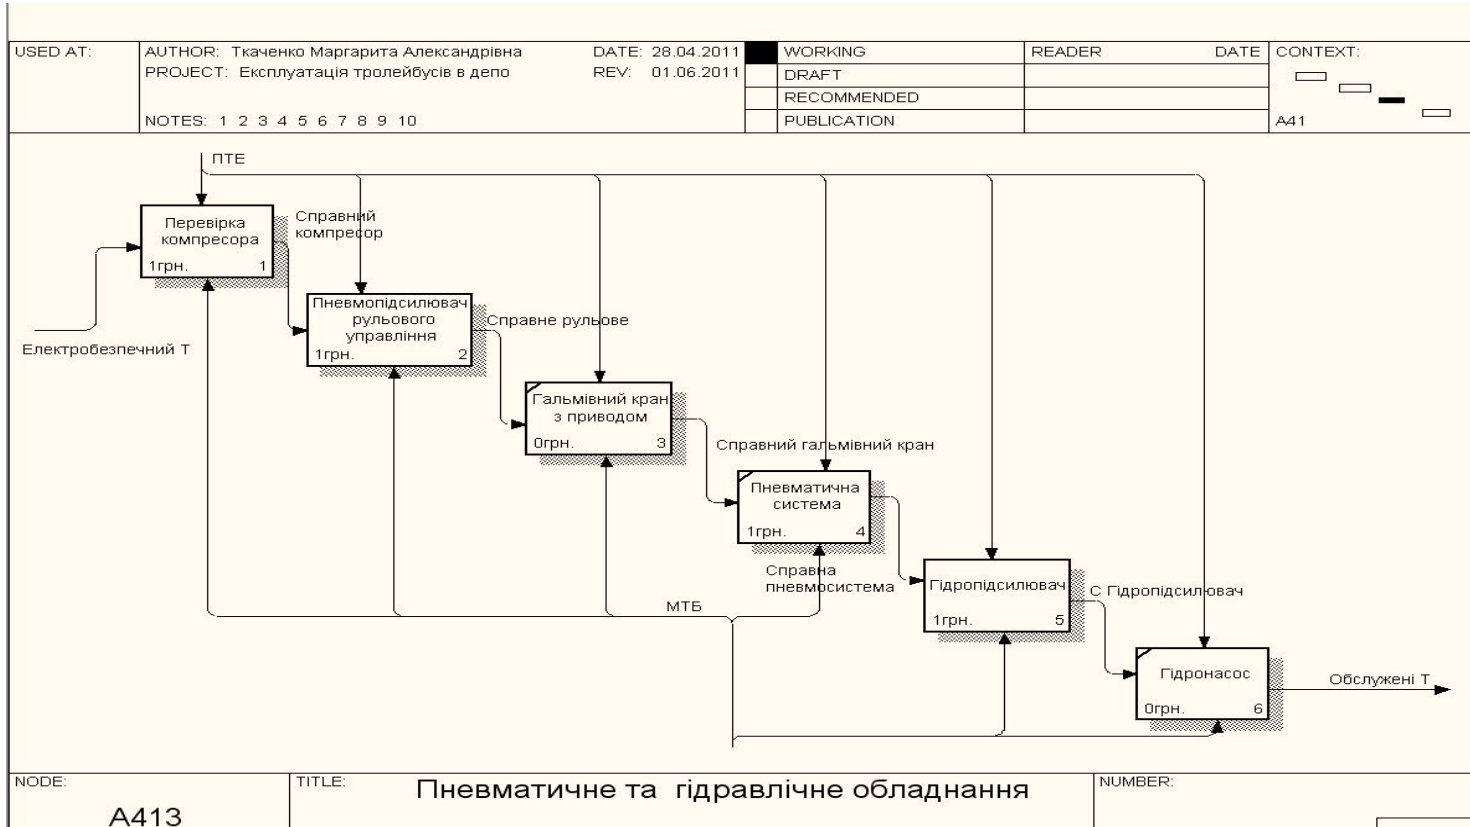 USED AT:
AUTHOR: Ткаченко Маргарита Александрівна
DATE: 28.04.2011
WORKING
READER
DATE
CONTEXT:
PROJECT: Експлуатація тролейбусів в депо
REV: 01.06.2011
DRAFT
RECOMMENDED
NOTES: 1 2 3 4 5 6 7 8 9 10
PUBLICATION
A41
ПТЕ
Перевірка
компресора
1грн. 1
Справний
компресор
Електробезпечний Т
Пневмопідсилювач
рульового
управління
1грн. 2
Справне рульове
Гальмівний кран
з приводом
0грн. 3
Справний гальмівний кран
Пневматична
система
1грн. 4
Справна
пневмосистема
МТБ
Гідропідсилювач
1грн. 5
С Гідропідсилювач
Гідронасос
0грн. 6
Обслужені Т
NODE:
A413
TITLE:
Пневматичне та гідравлічне обладнання
NUMBER: